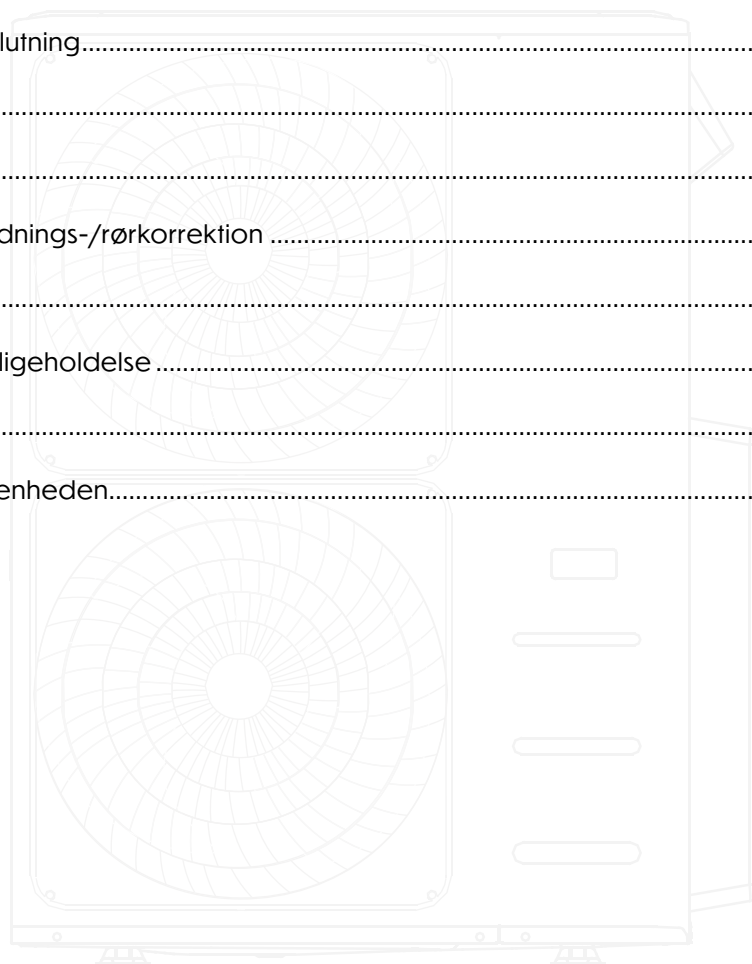 lutning..........................................................................................................
........................................................................................................................
........................................................................................................................
dnings-/rørkorrektion ................................................................................
........................................................................................................................
ligeholdelse ...................................................................................................
........................................................................................................................
enheden.........................................................................................................